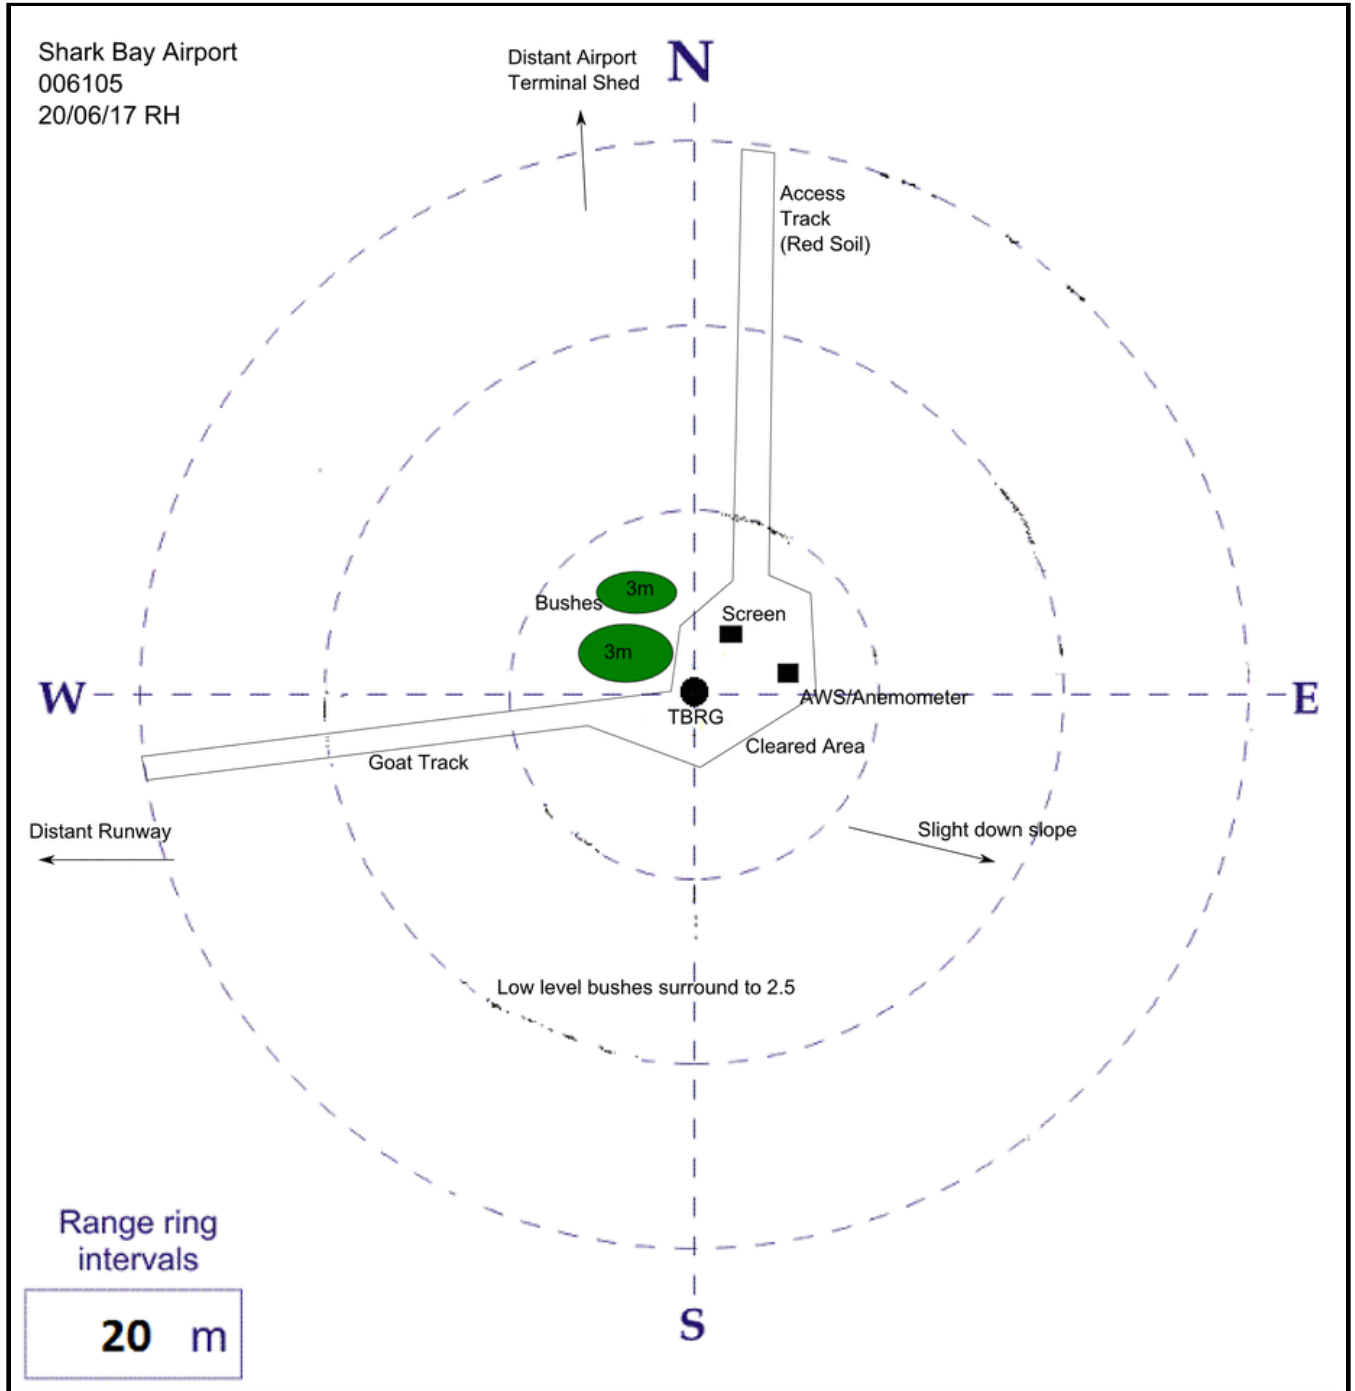 Shark Bay Airport
006105
20/06/17 RH
Distant Airport
Terminal Shed
N
Access
Track
(Red Soil)
3m
Bushes
Screen
3m
W
E
AWS/Anemometer
TBRG
Cleared Area
Goat Track
Distant Runway
Slight down slope
Low level bushes surround to 2.5
Range ring
intervals
20 m
S